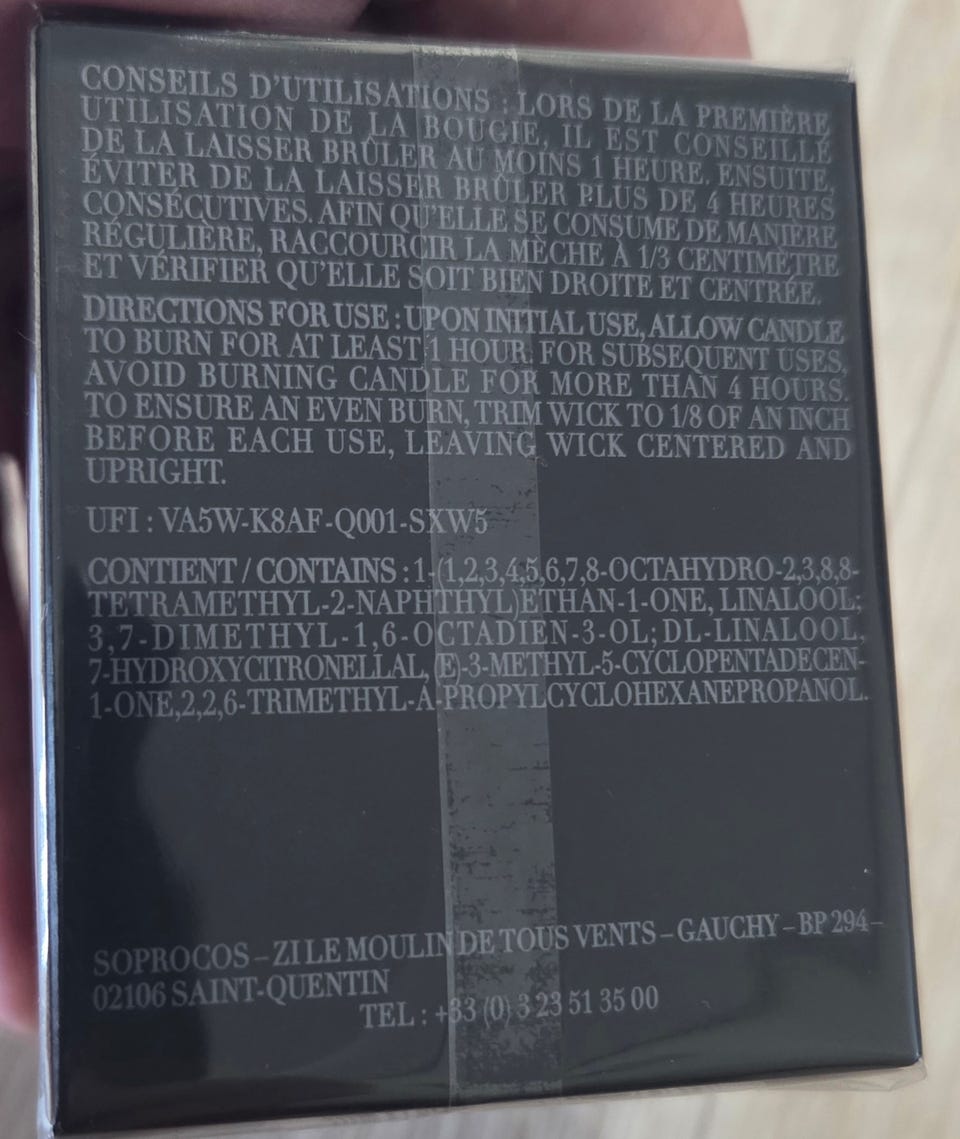 CONSEILS D'UTILISATIONS : LORS DE LA PREMIÈRE
UTILISATION DE LA BOUGIE, IL EST CONSEILLÉ
DE LA LAISSER BRÛLER AU MOINS 1 HEURE. ENSUITE,
ÉVITER DE LA LAISSER BRÛLER PLUS DE 4 HEURES
CONSÉCUTIVES. AFIN QU'ELLE SE CONSUME DE MANIÈRE
RÉGULIÈRE, RACCOURCIR LA MÈCHE À 1/3 CENTIMÈTRE
ET VÉRIFIER QU'ELLE SOIT BIEN DROITE ET CENTRÉE.
DIRECTIONS FOR USE : UPON INITIAL USE, ALLOW CANDLE
TO BURN FOR AT LEAST 1 HOUR. FOR SUBSEQUENT USES,
AVOID BURNING CANDLE FOR MORE THAN 4 HOURS.
TO ENSURE AN EVEN BURN, TRIM WICK TO 1/8 OF AN INCH
BEFORE EACH USE, LEAVING WICK CENTERED AND
UPRIGHT.
UFI : VA5W-K8AF-Q001-SXW5
CONTIENT / CONTAINS : 1-(1,2,3,4,5,6,7,8-OCTAHYDRO-2,3,8,8-
TETRAMETHYL-2-NAPHTHYL)ETHAN-1-ONE, LINALOOL;
3,7-DIMETHYL-1,6-OCTADIEN-3-OL; DL-LINALOOL,
7-HYDROXYCITRONELLAL, (E)-3-METHYL-5-CYCLOPENTADECEN-
1-ONE,2,2,6-TRIMETHYL-A-PROPYLCYCLOHEXANEPROPANOL.
SOPROCOS – ZI LE MOULIN DE TOUS VENTS – GAUCHY – BP 294 –
02106 SAINT-QUENTIN
TEL : +33 (0) 3 23 51 35 00